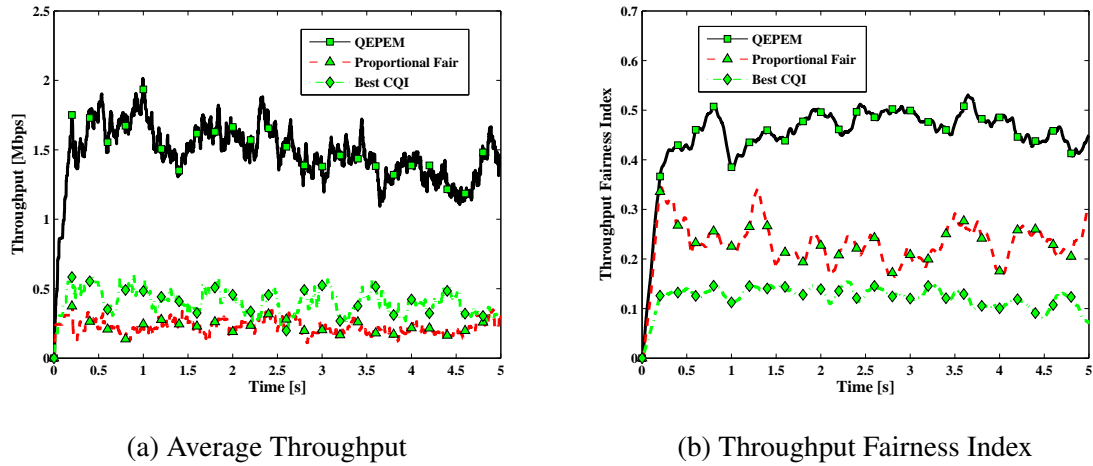 2.5
2
1.5
1
0.5
0
Throughput [Mbps]
QEPEM
Proportional Fair
Best CQI
0 0.5 1 1.5 2 2.5 3 3.5 4 4.5 5
Time [s]
(a) Average Throughput
0.7
0.6
0.5
0.4
0.3
0.2
0.1
0
Throughput Fairness Index
QEPEM
Proportional Fair
Best CQI
0 0.5 1 1.5 2 2.5 3 3.5 4 4.5 5
Time [s]
(b) Throughput Fairness Index